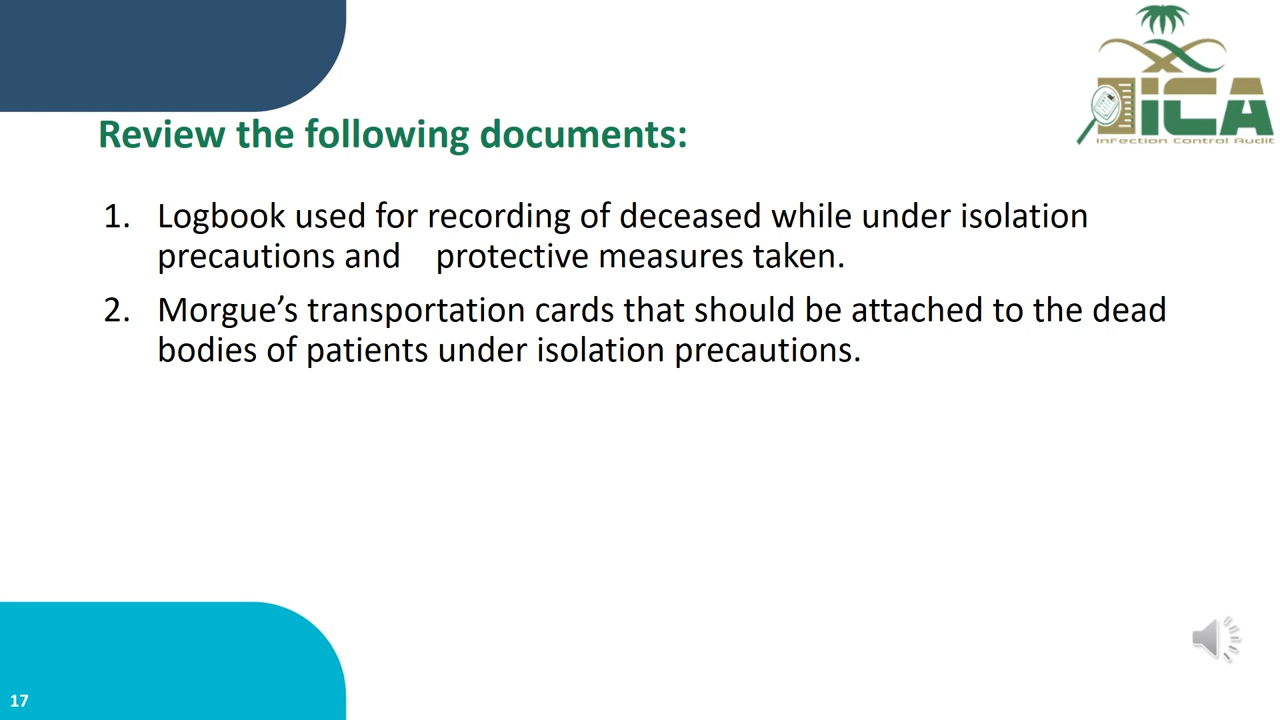 iCA
Infection Control Audit
Review the following documents:
1. Logbook used for recording of deceased while under isolation
precautions and    protective measures taken.
2. Morgue’s transportation cards that should be attached to the dead
bodies of patients under isolation precautions.
17